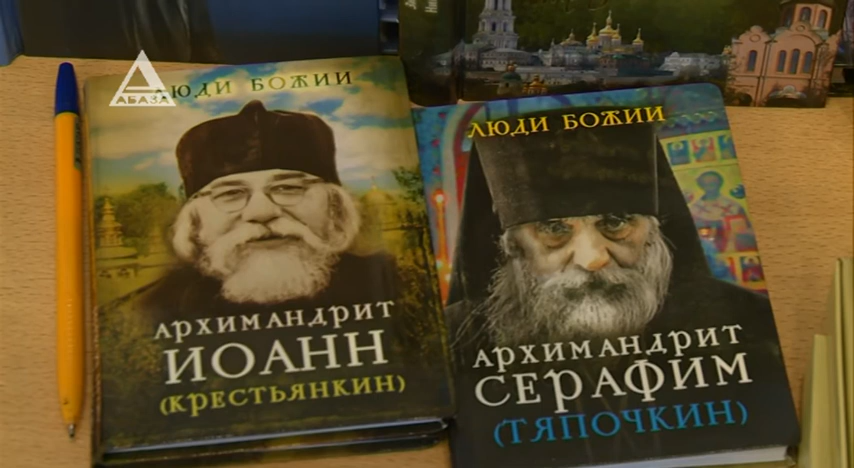 АБАЗА
ЛЮДИ БОЖИИ
АРХИМАНДРИТ
ИОАНН
(КРЕСТЬЯНКИН)
ЛЮДИ БОЖИИ
АРХИМАНДРИТ
СЕРАФИМ
(ТЯПОЧКИН)